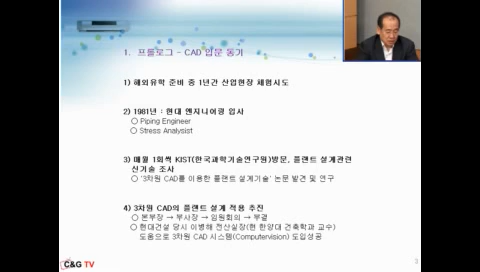 1. 프롤로그 - CAD 입문 동기
1) 해외유학 준비 중 1년간 산업현장 체험시도
2) 1981년 : 현대 엔지니어링 입사
○ Piping Engineer
○ Stress Analysist
3) 매월 1회씩 KIST(한국과학기술연구원)방문, 플랜트 설계관련
신기술 조사
○ '3차원 CAD를 이용한 플랜트 설계기술' 논문 발견 및 연구
4) 3차원 CAD의 플랜트 설계 적용 추진
○ 본부장 → 부사장 → 임원회의 → 부결
○ 현대건설 당시 이병해 전산실장(현 한양대 건축학과 교수)
도움으로 3차원 CAD 시스템(Computervision) 도입성공
C&G TV
3